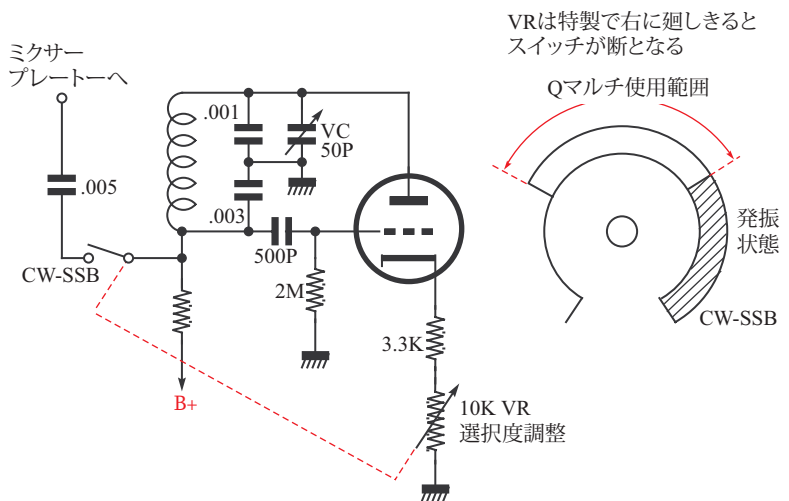 ミクサー
プレートーへ
.005
CW-SSB
B+
.001
VC
50P
.003
500P
2M
3.3K
10K VR
選択度調整
VRは特製で右に廻しきると
スイッチが断となる
Qマルチ使用範囲
発振
状態
CW-SSB